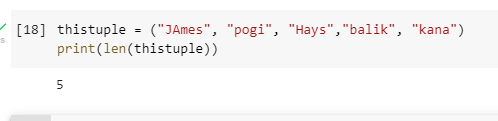 [18] thistuple = ("JAmes", "pogi", "Hays","balik", "kana")
print(len(thistuple))
5